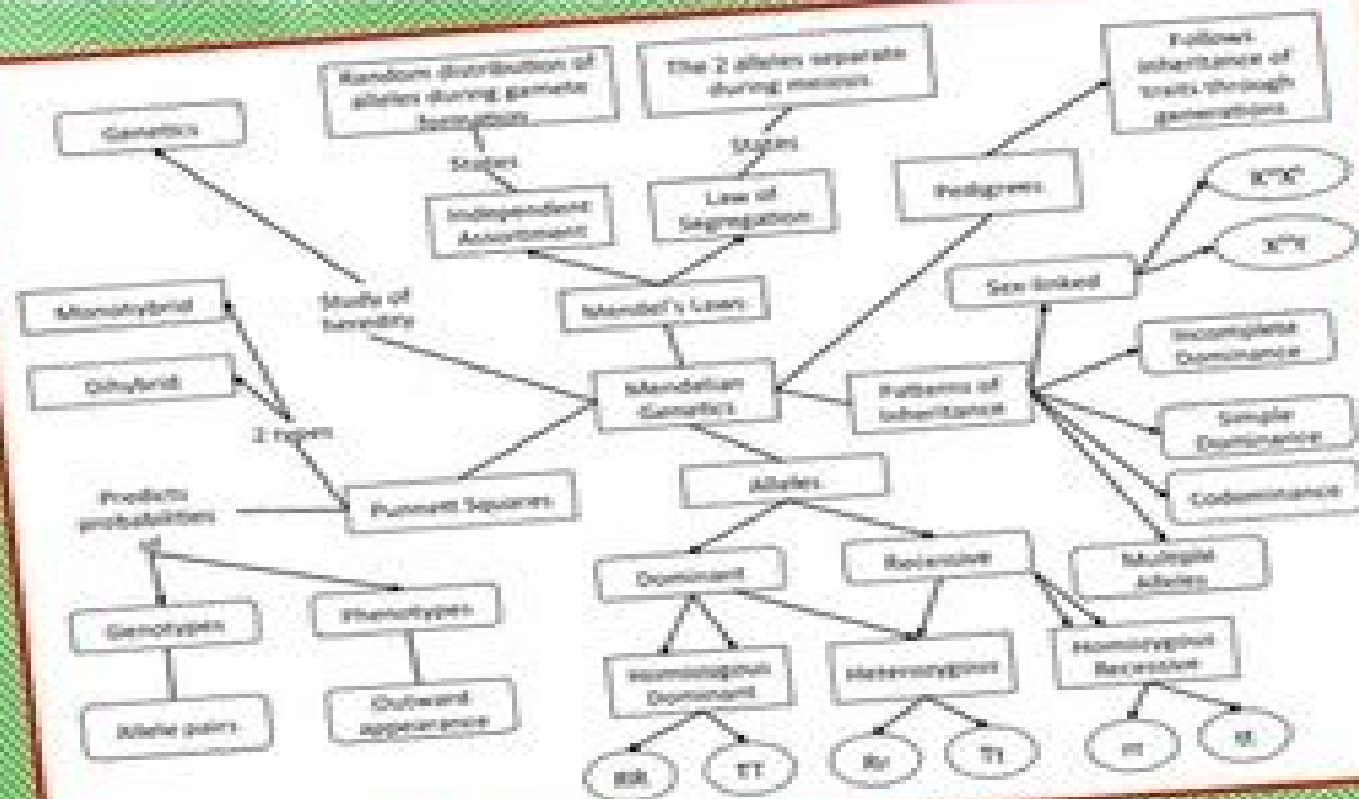 Genetics
Random distribution of
alleles during gamete
formation
The 2 alleles separate
during meiosis
Follows
inheritance of
traits through
generations
States
States
Pedigrees
Independent
Assortment
Law of
Segregation
Sex-linked
Monohybrid
Study of
heredity
Mendel's Laws
Incomplete
Dominance
Dihybrid
Mendelian
Genetics
Patterns of
Inheritance
Simple
Dominance
2 types
Alleles
Codominance
Predicts
probabilities
of
Punnett Squares
Dominant
Recessive
Multiple
Alleles
Genotypes
Phenotypes
Heterozygous
Homozygous
Recessive
Dominant
Allele pairs
Outward
Appearance
RR
TT
Rr
Tt
rr
tt